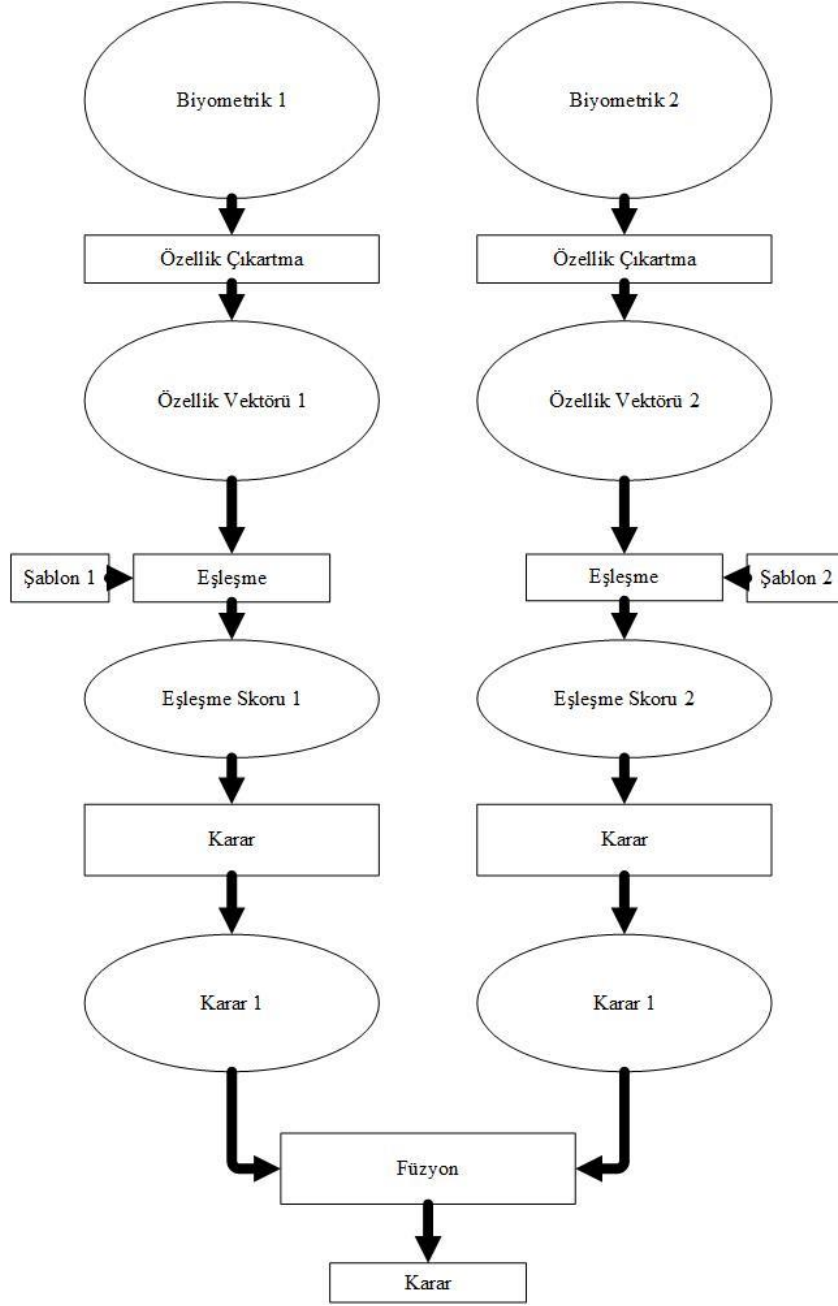 Biyometrik 1
Biyometrik 2
Özellik Çıkartma
Özellik Çıkartma
Özellik Vektörü 1
Özellik Vektörü 2
Şablon 1
Eşleşme
Eşleşme
Şablon 2
Eşleşme Skoru 1
Eşleşme Skoru 2
Karar
Karar
Karar 1
Karar 1
Füzyon
Karar